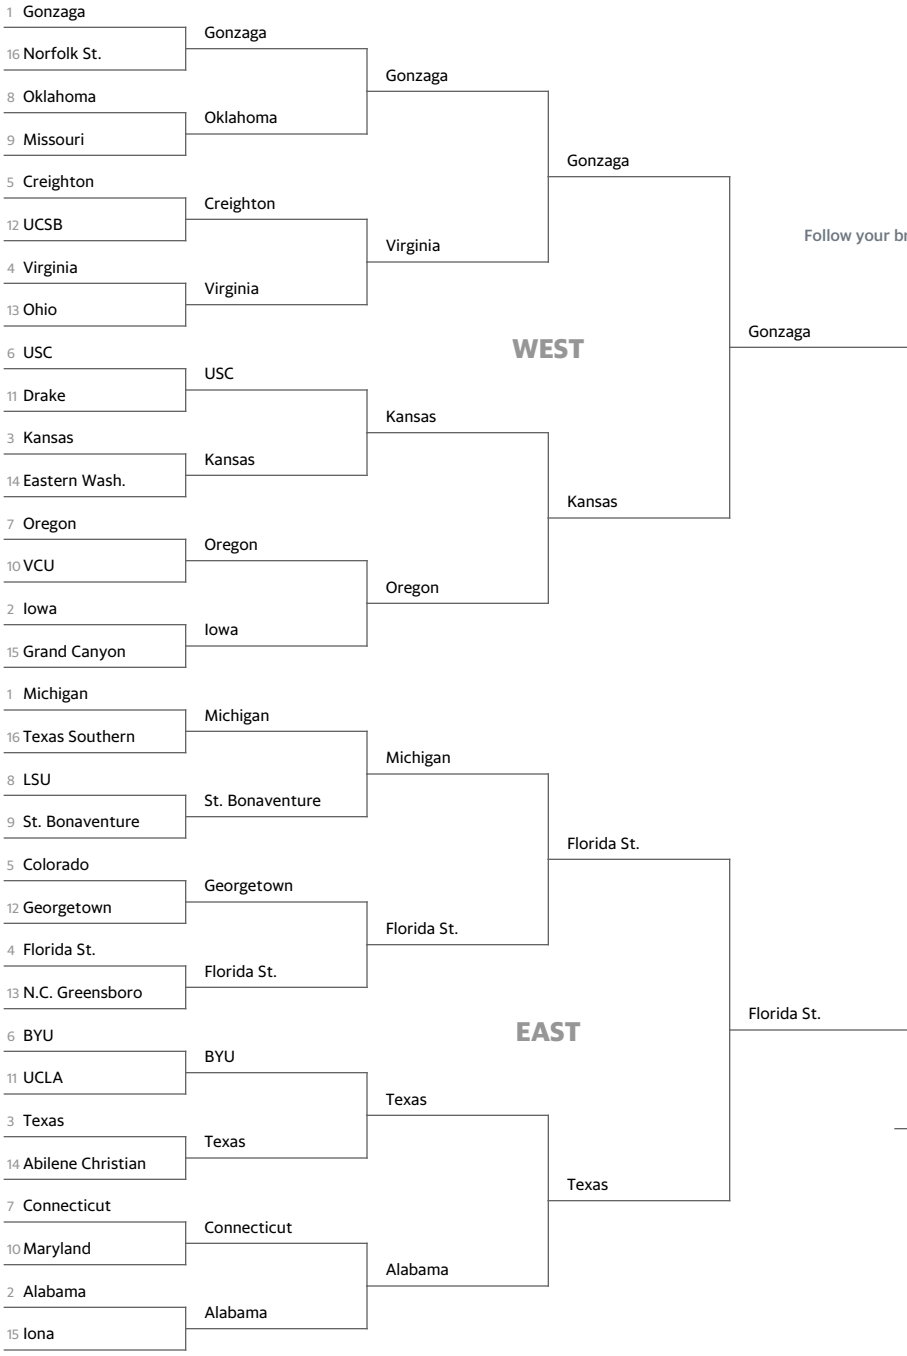 1 Gonzaga
16 Norfolk St.
8 Oklahoma
9 Missouri
5 Creighton
12 UCSB
4 Virginia
13 Ohio
6 USC
11 Drake
3 Kansas
14 Eastern Wash.
7 Oregon
10 VCU
2 Iowa
15 Grand Canyon
Gonzaga
Oklahoma
Creighton
Virginia
USC
Kansas
Oregon
Iowa
Gonzaga
Virginia
Kansas
Oregon
Gonzaga
Kansas
WEST
Gonzaga
Follow your
1 Michigan
16 Texas Southern
8 LSU
9 St. Bonaventure
5 Colorado
12 Georgetown
4 Florida St.
13 N.C. Greensboro
6 BYU
11 UCLA
3 Texas
14 Abilene Christian
7 Connecticut
10 Maryland
2 Alabama
15 Iona
Michigan
St. Bonaventure
Georgetown
Florida St.
BYU
Texas
Connecticut
Alabama
Michigan
Florida St.
Texas
Alabama
Florida St.
Texas
EAST
Florida St.